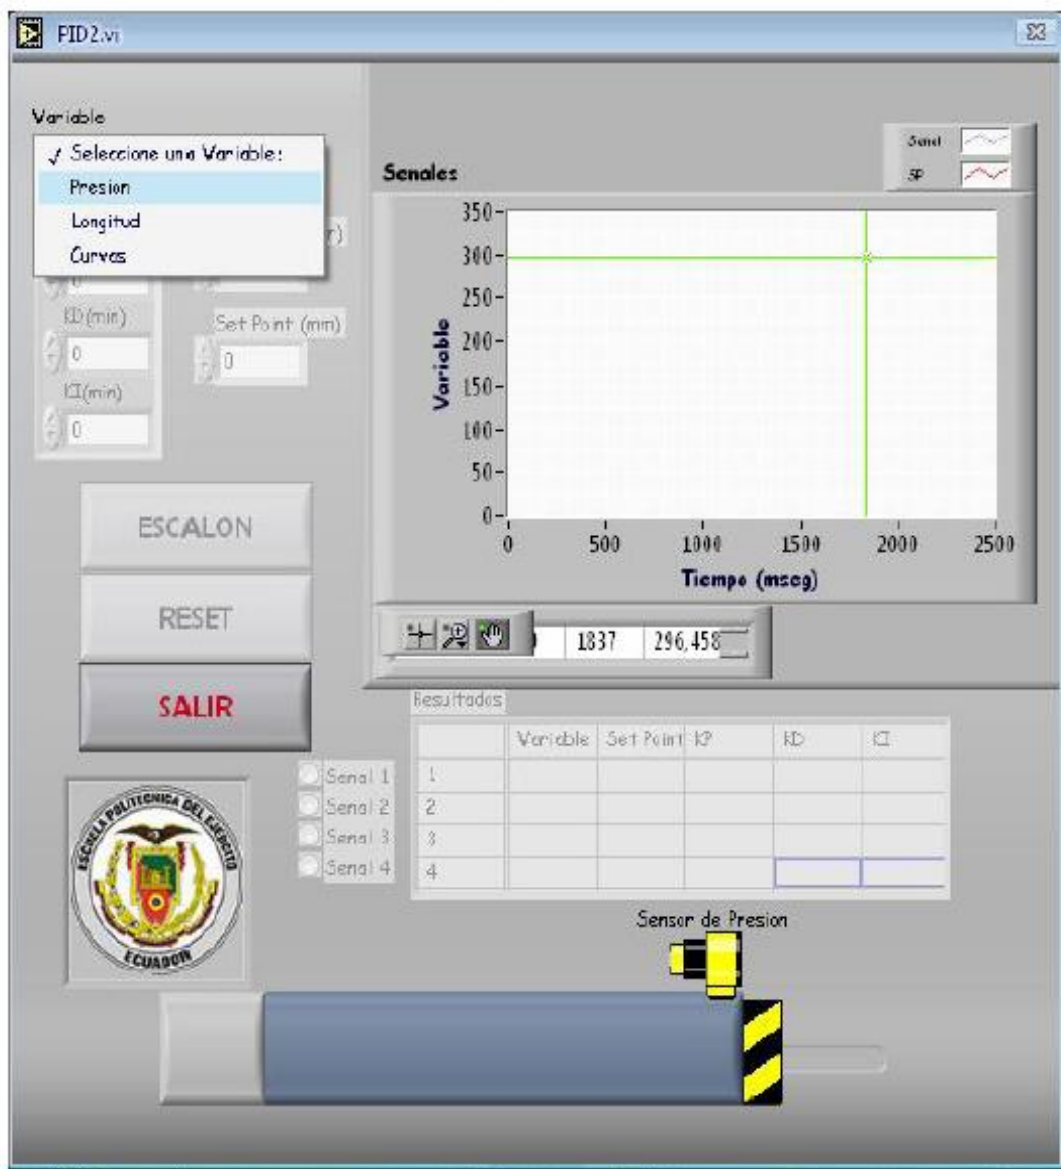 PID2.vi
Variable
✓ Seleccione una Variable:
Presion
Longitud
Curvas
r)
0
KD (min)
0
KI(min)
0
Set Point (mm)
0
ESCALON
RESET
SALIR
Senales
Senal
SP
Variable
350
300
250
200
150
100
50
0
0 500 1000 1500 2000 2500
Tiempo (mseg)
1837 296,458
Resultados
Variable Set Point KP KD KI
Senal 1 1
Senal 2 2
Senal 3 3
Senal 4 4
ESCUELA POLITECNICA DEL EJERCITO
ECUADOR
Sensor de Presion